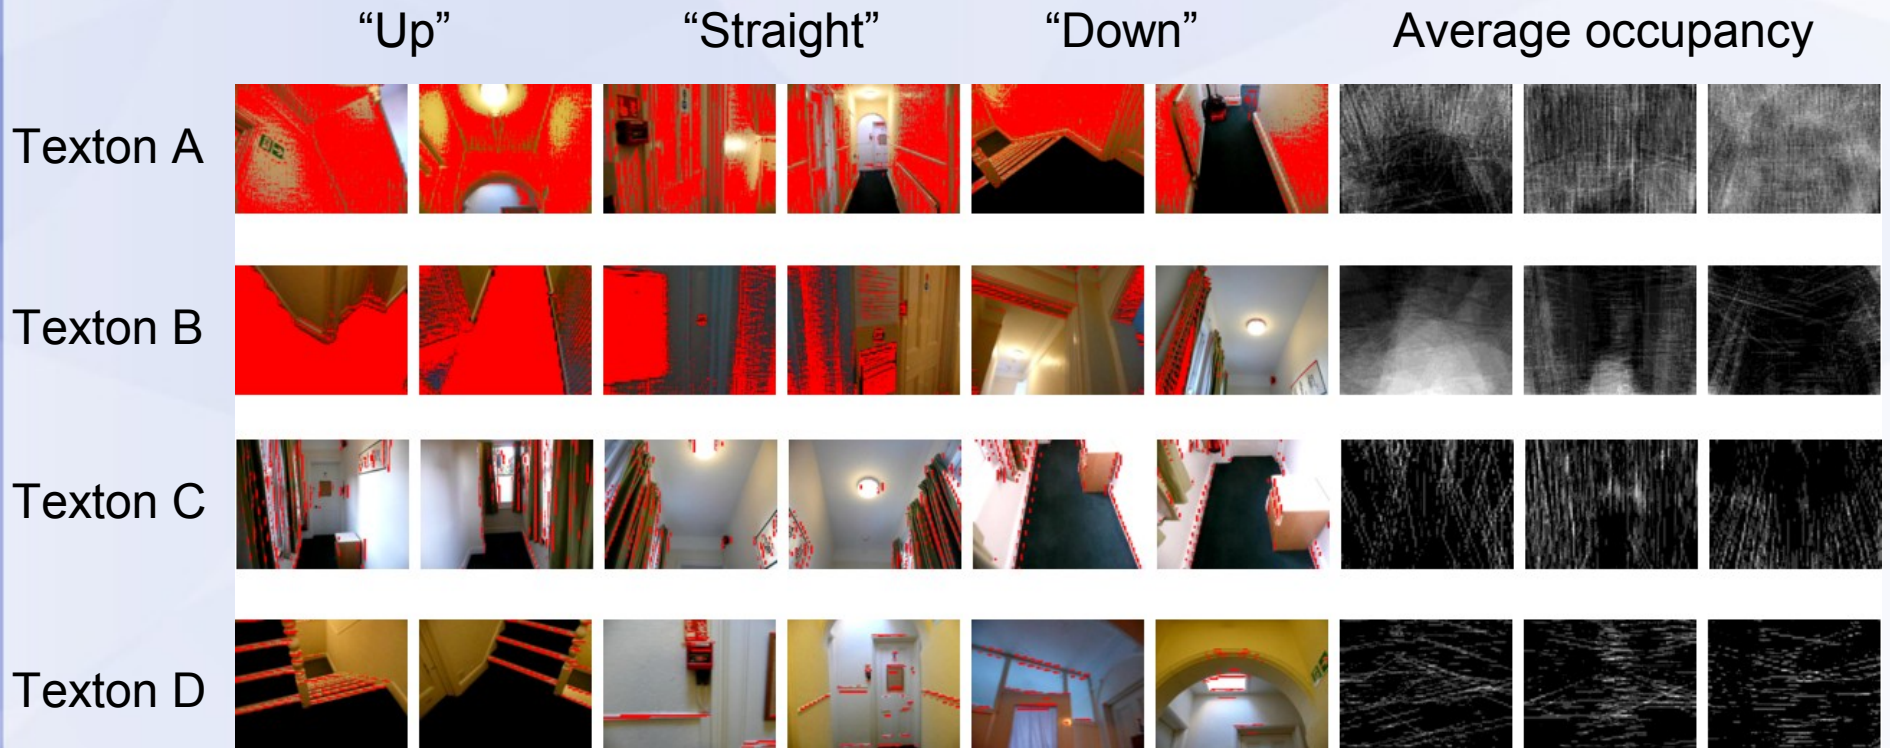 “Up” “Straight” “Down” Average occupancy
Texton A
Texton B
Texton C
Texton D